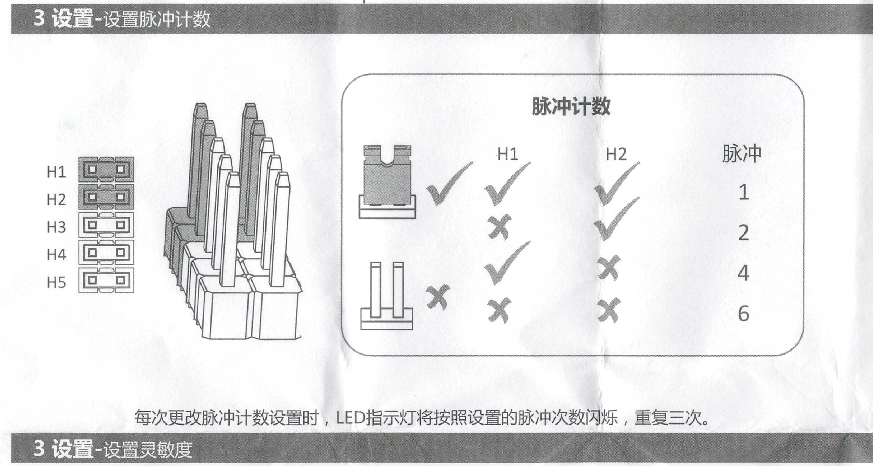 3 设置-设置脉冲计数
脉冲计数
H1 H2 脉冲
1
2
4
6
H1
H2
H3
H4
H5
每次更改脉冲计数设置时，LED指示灯将按照设置的脉冲次数闪烁，重复三次。
3 设置-设置灵敏度